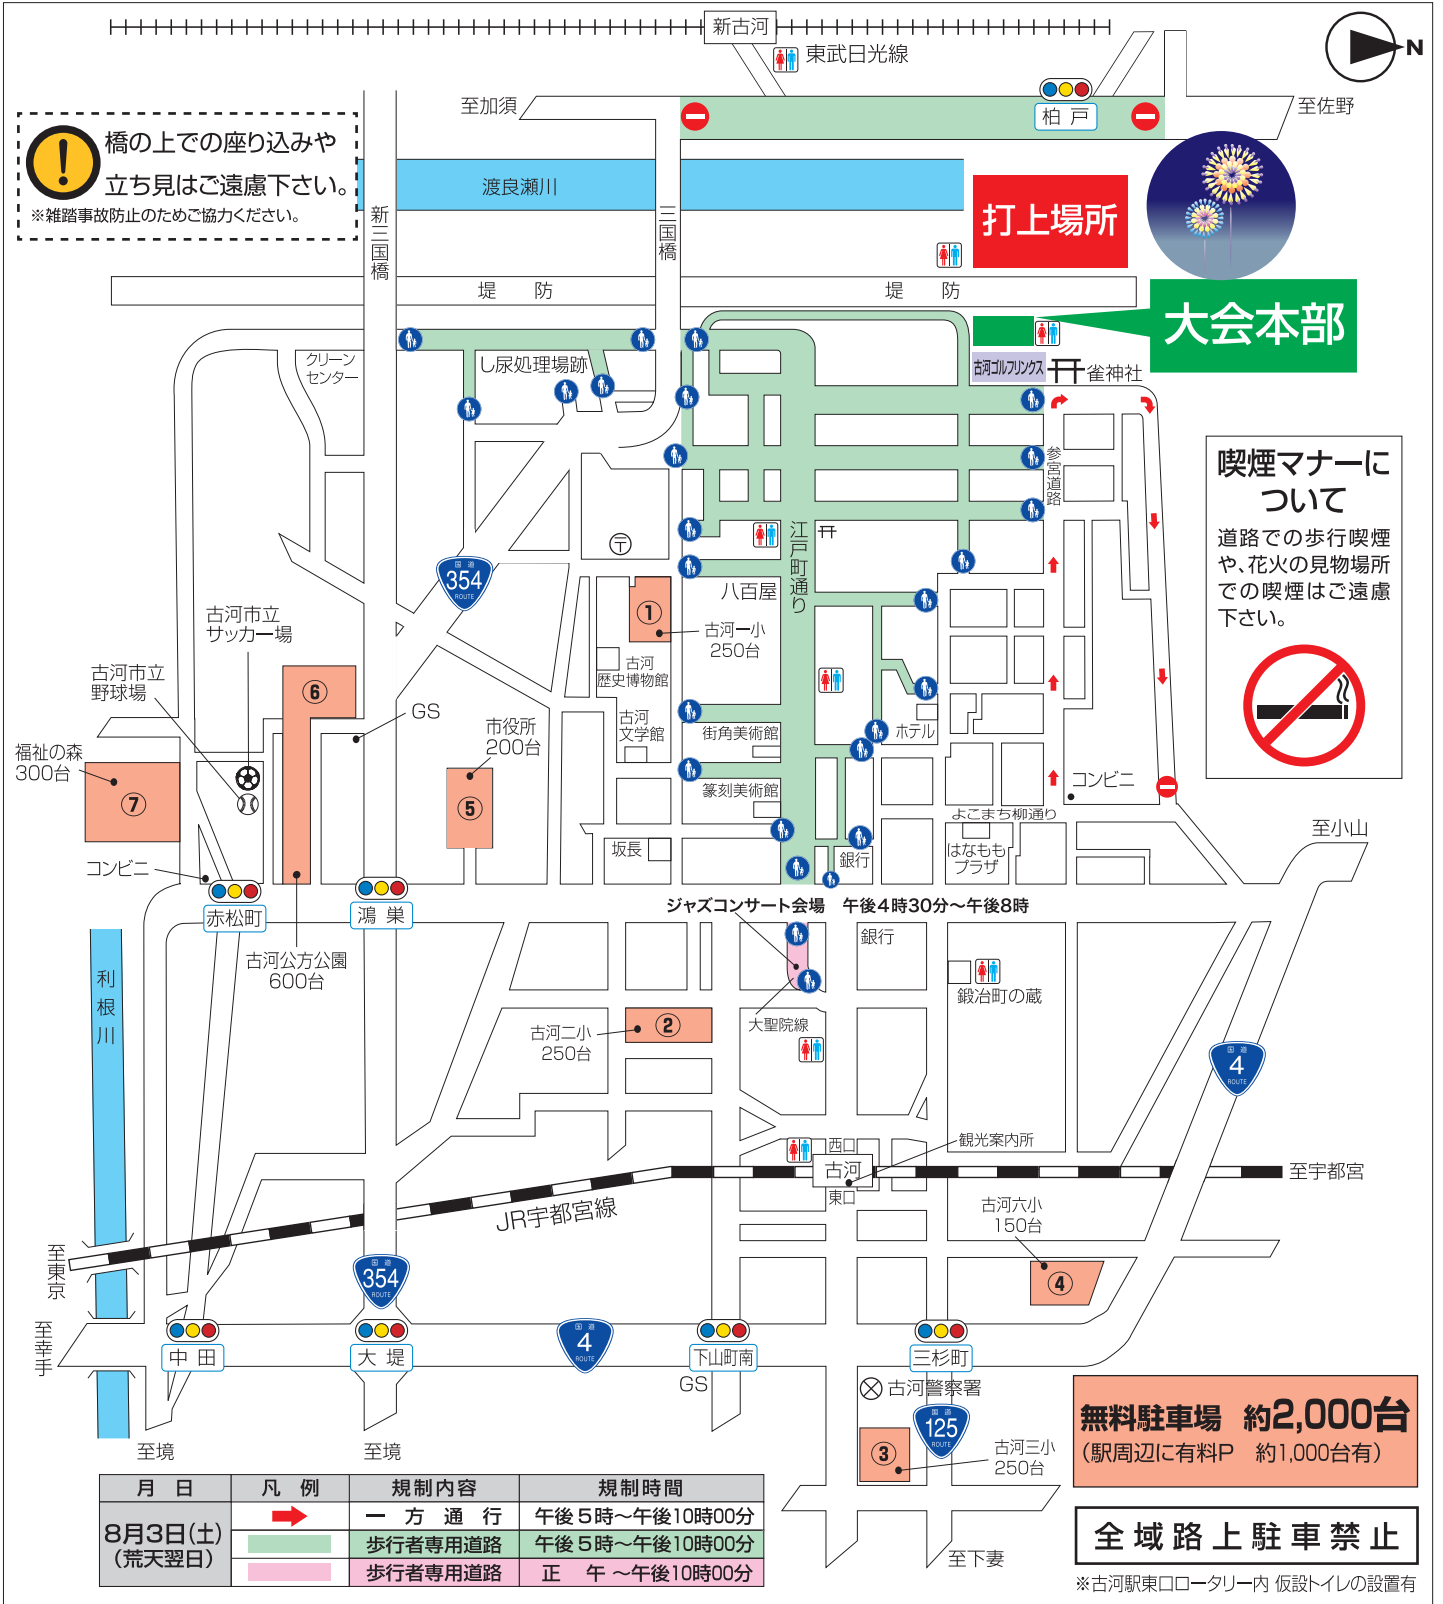 新古河
東武日光線
N
至加須
柏戸
至佐野
橋の上での座り込みや
立ち見はご遠慮下さい。
※雑踏事故防止のためご協力ください。
渡良瀬川
新三国橋
三国橋
打上場所
堤　防
堤　防
大会本部
クリーン
センター
し尿処理場跡
古河ゴルフリンクス
雀神社
参宮道路
喫煙マナーに
ついて
道路での歩行喫煙
や、花火の見物場所
での喫煙はご遠慮
下さい。
江戸町通り
国道
354
ROUTE
八百屋
①
古河一小
250台
古河
歴史博物館
古河市立
サッカー場
古河市立
野球場
⑥
GS
市役所
200台
古河
文学館
街角美術館
ホテル
福祉の森
300台
⑦
⑤
篆刻美術館
コンビニ
よこまち柳通り
コンビニ
坂長
銀行
はなもも
プラザ
至小山
赤松町
鴻巣
ジャズコンサート会場　午後4時30分～午後8時
古河公方公園
600台
銀行
利根川
鍛冶町の蔵
古河二小
250台
②
大聖院線
国道
4
ROUTE
西口
観光案内所
古河
東口
至宇都宮
JR宇都宮線
古河六小
150台
④
至東京
国道
354
ROUTE
至幸手
中田
大堤
国道
4
ROUTE
下山町南
三杉町
GS
古河警察署
国道
125
ROUTE
③
古河三小
250台
至境
至境
至下妻
無料駐車場　約2,000台
（駅周辺に有料P　約1,000台有）
全域路上駐車禁止
※古河駅東口ロータリー内 仮設トイレの設置有
月日　凡例　規制内容　規制時間
8月3日(土)
(荒天翌日)
一方通行　午後5時～午後10時00分
歩行者専用道路　午後5時～午後10時00分
歩行者専用道路　正午～午後10時00分